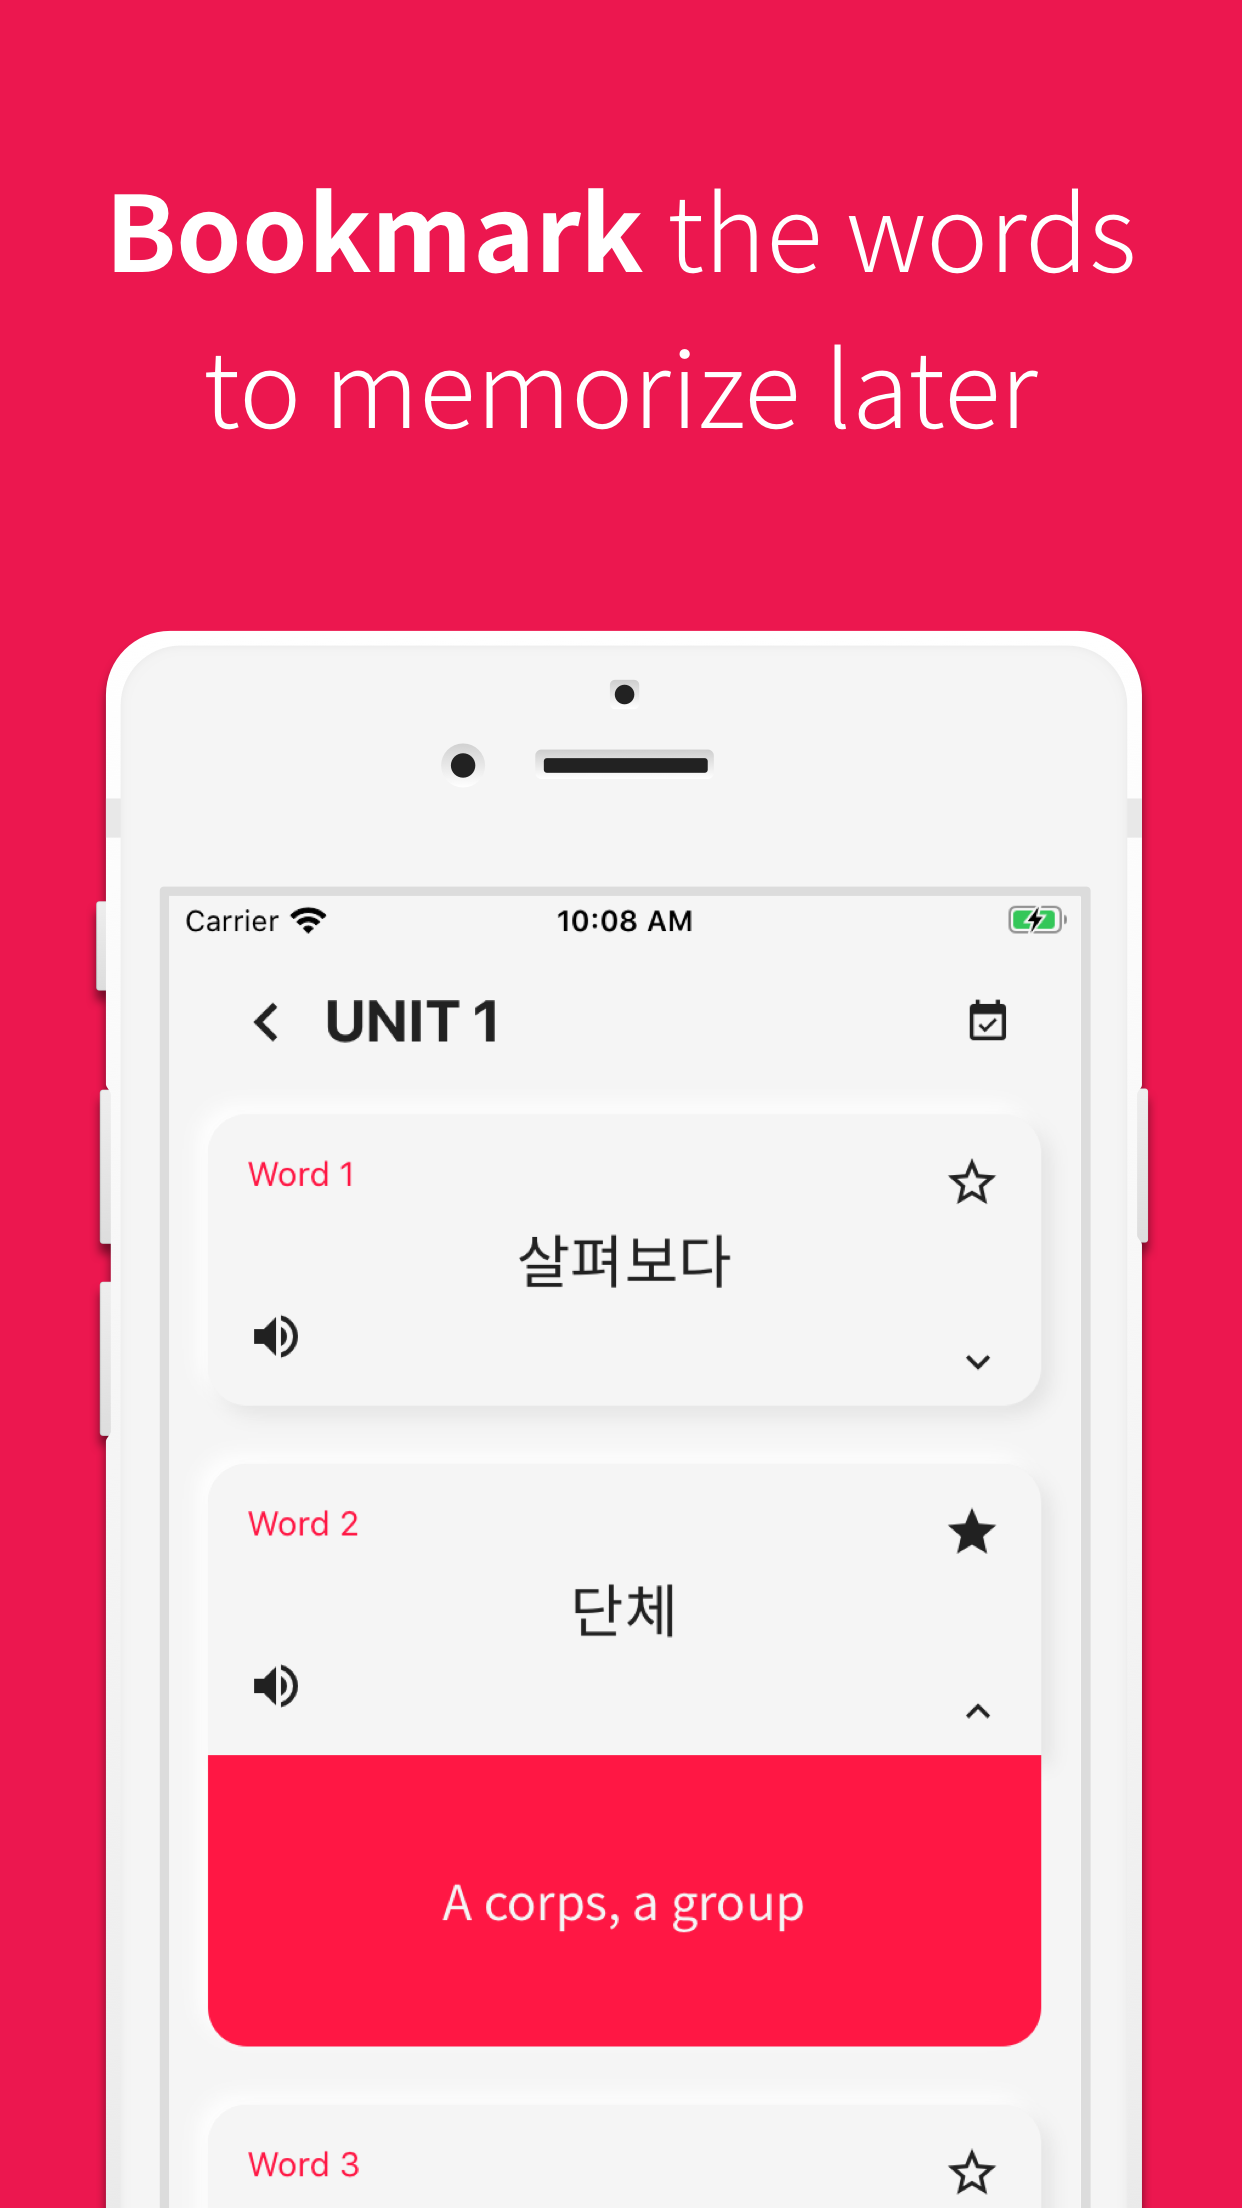 Bookmark the words
to memorize later
Carrier 10:08 AM
UNIT 1
Word 1
살펴보다
Word 2
단체
A corps, a group
Word 3